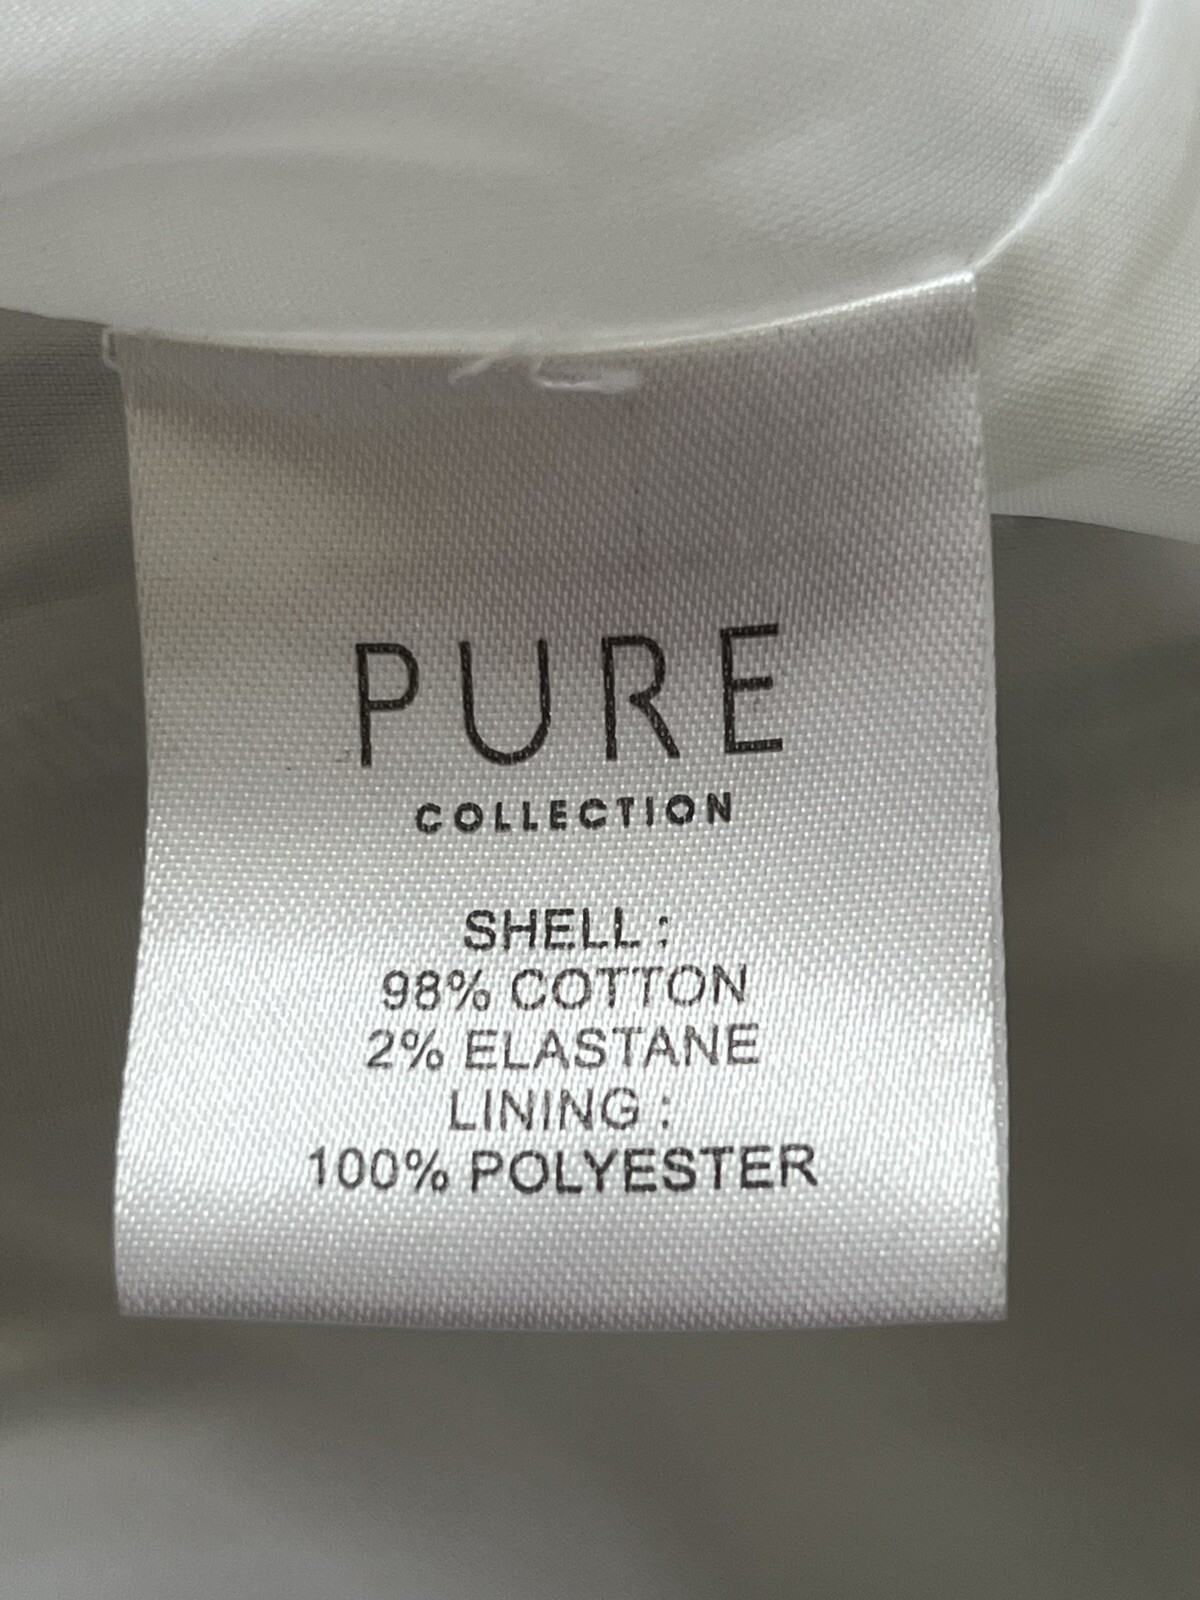 PURE
COLLECTION
SHELL :
98% COTTON
2% ELASTANE
LINING :
100% POLYESTER